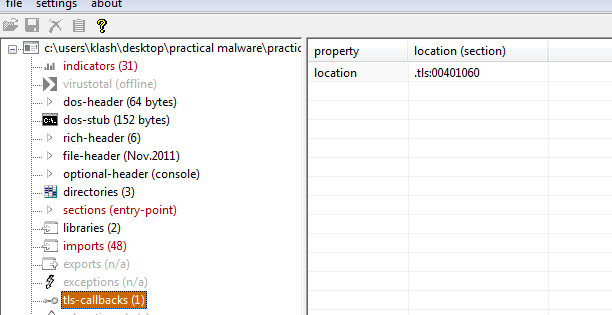 file settings about
c:\users\klash\desktop\practical malware\practic
indicators (31)
virustotal (offline)
dos-header (64 bytes)
dos-stub (152 bytes)
rich-header (6)
file-header (Nov.2011)
optional-header (console)
directories (3)
sections (entry-point)
libraries (2)
imports (48)
exports (n/a)
exceptions (n/a)
tls-callbacks (1)
property location (section)
location .tls:00401060